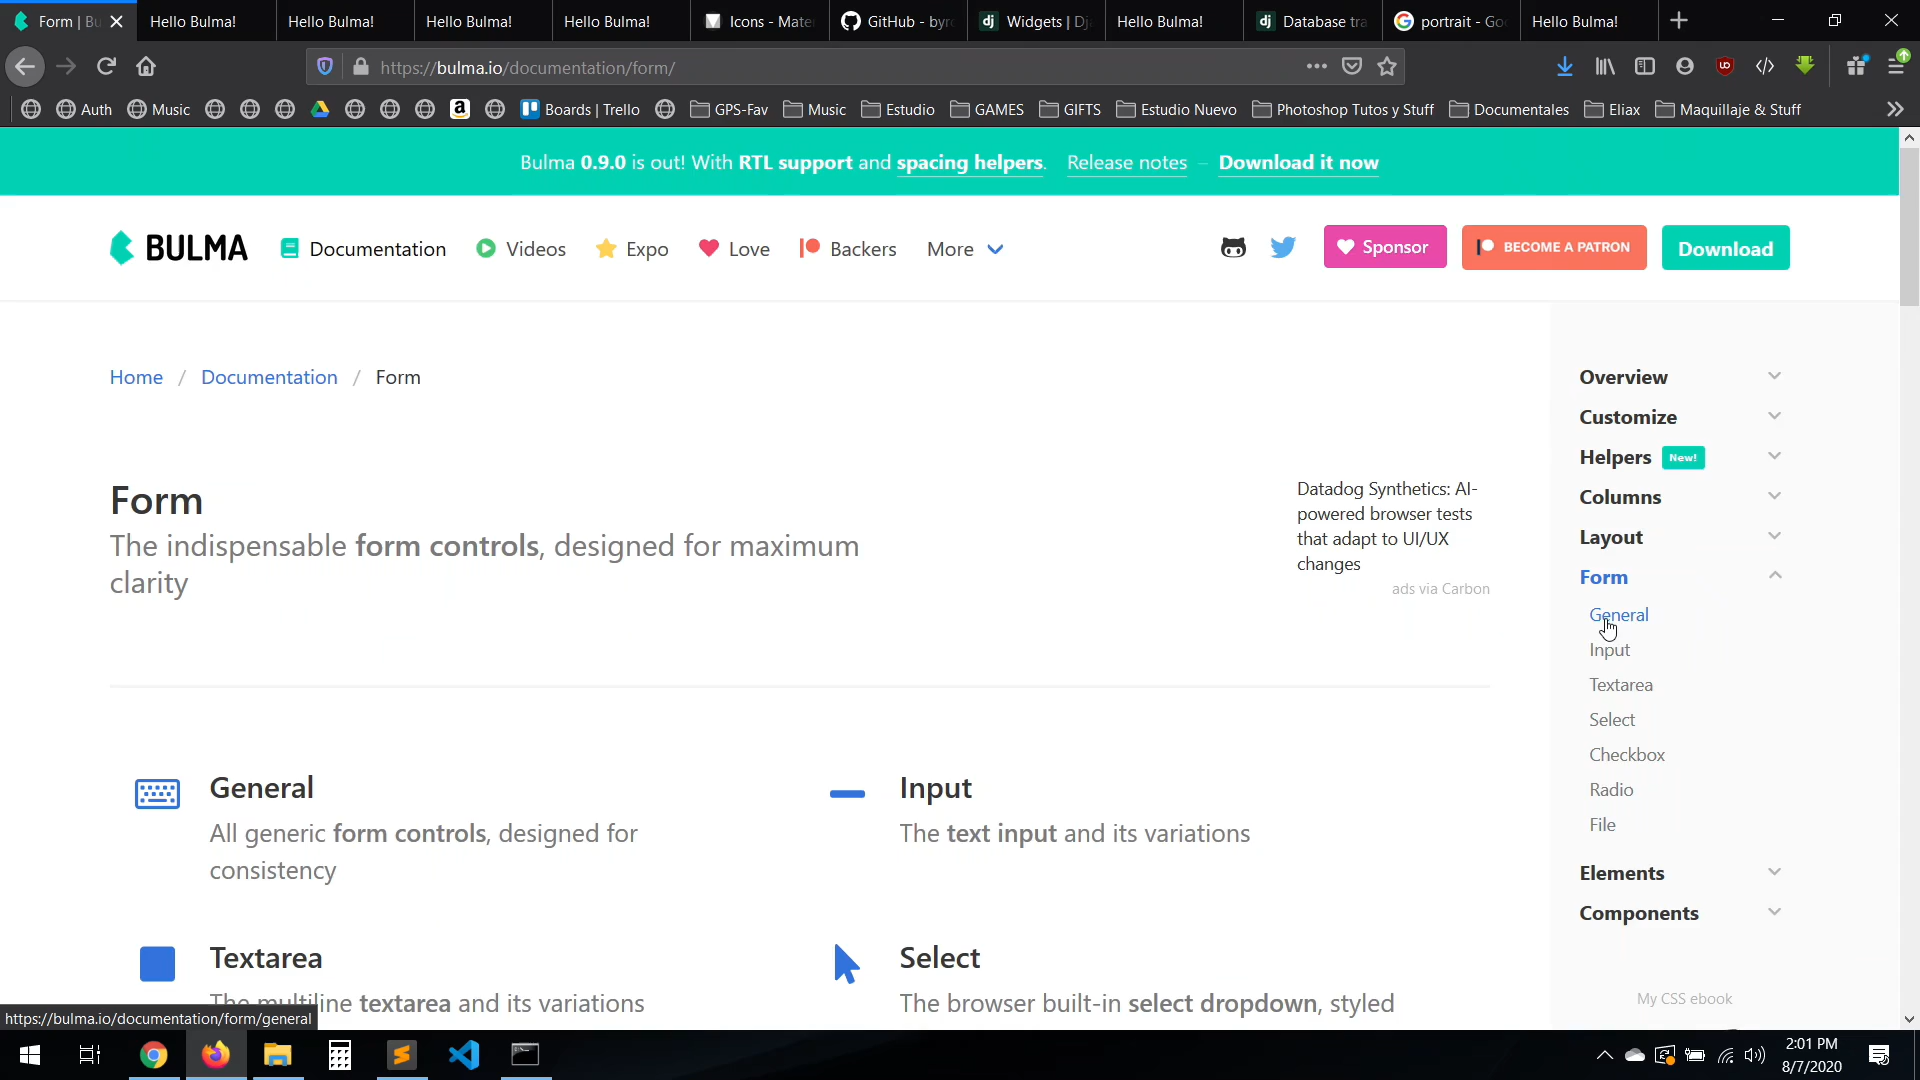 Form | Bu
Hello Bulma!
Hello Bulma!
Hello Bulma!
Hello Bulma!
Icons - Mate
GitHub - byro
Widgets | Dj
Hello Bulma!
Database tra
portrait - Goo
Hello Bulma!
https://bulma.io/documentation/form/
Auth
Music
Boards | Trello
GPS-Fav
Music
Estudio
GAMES
GIFTS
Estudio Nuevo
Photoshop Tutos y Stuff
Documentales
Eliax
Maquillaje & Stuff
Bulma 0.9.0 is out! With RTL support and spacing helpers. Release notes – Download it now
BULMA
Documentation
Videos
Expo
Love
Backers
More
Sponsor
BECOME A PATRON
Download
Home / Documentation / Form
Form
The indispensable form controls, designed for maximum
clarity
Datadog Synthetics: AI-
powered browser tests
that adapt to UI/UX
changes
ads via Carbon
General
All generic form controls, designed for
consistency
Input
The text input and its variations
Textarea
The multiline textarea and its variations
Select
The browser built-in select dropdown, styled
Overview
Customize
Helpers New!
Columns
Layout
Form
General
Input
Textarea
Select
Checkbox
Radio
File
Elements
Components
My CSS ebook
https://bulma.io/documentation/form/general
2:01 PM
8/7/2020